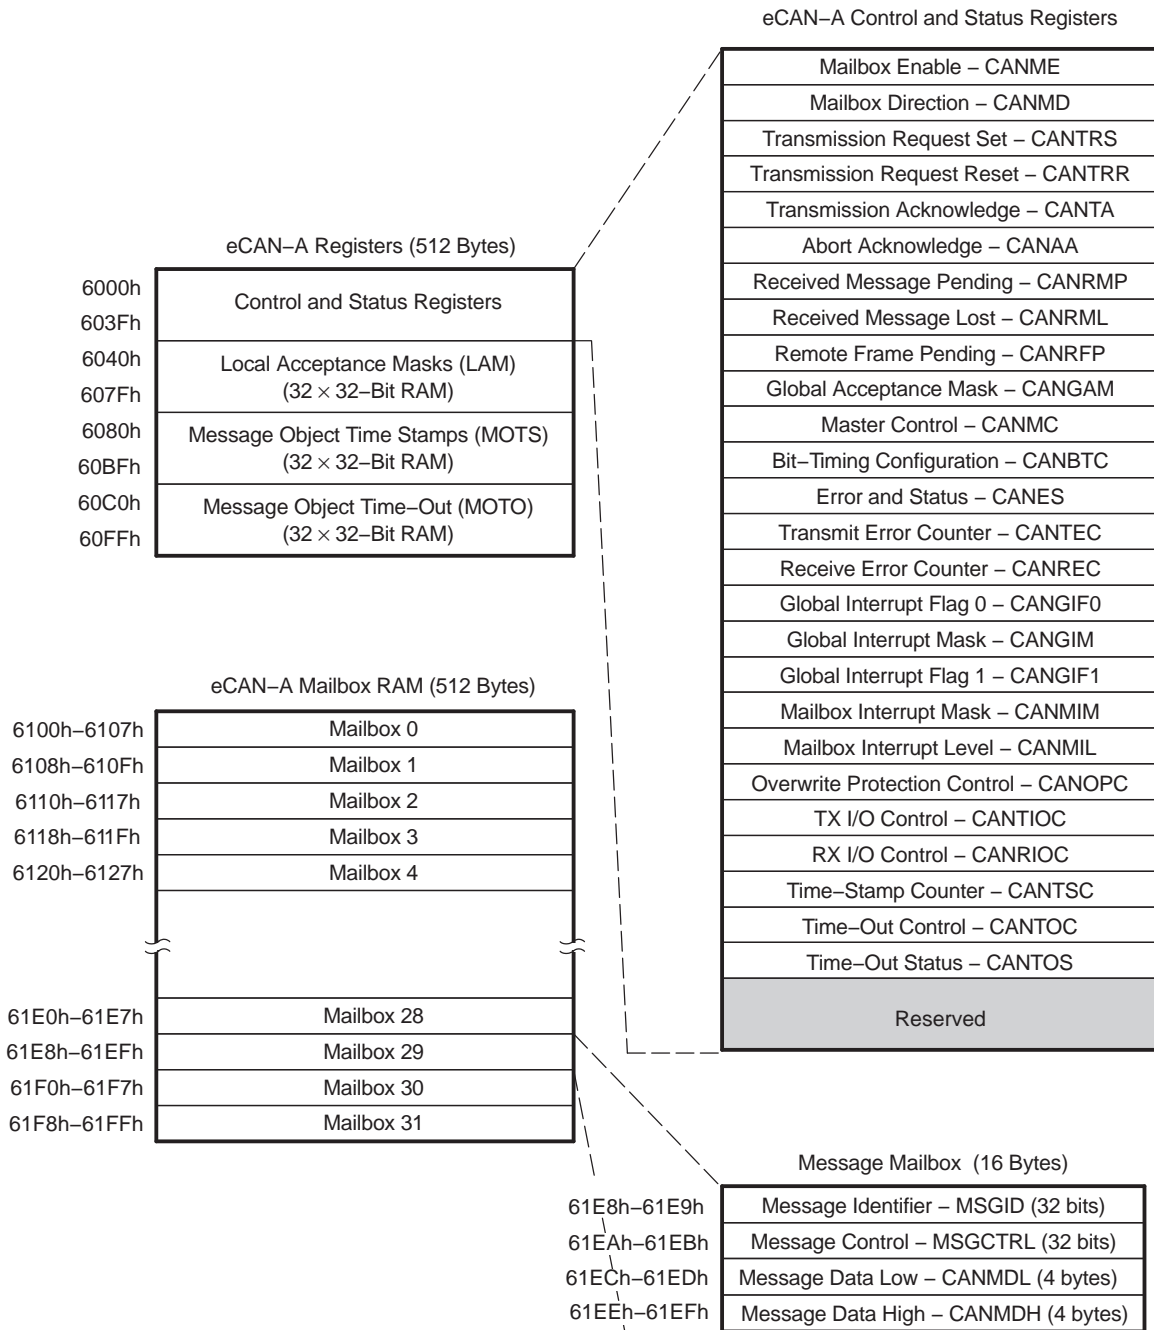 eCAN–A Control and Status Registers
Mailbox Enable – CANME
Mailbox Direction – CANMD
Transmission Request Set – CANTRS
Transmission Request Reset – CANTRR
Transmission Acknowledge – CANTA
Abort Acknowledge – CANAA
Received Message Pending – CANRMP
Received Message Lost – CANRML
Remote Frame Pending – CANRFP
Global Acceptance Mask – CANGAM
Master Control – CANMC
Bit–Timing Configuration – CANBTC
Error and Status – CANES
Transmit Error Counter – CANTEC
Receive Error Counter – CANREC
Global Interrupt Flag 0 – CANGIF0
Global Interrupt Mask – CANGIM
Global Interrupt Flag 1 – CANGIF1
Mailbox Interrupt Mask – CANMIM
Mailbox Interrupt Level – CANMIL
Overwrite Protection Control – CANOPC
TX I/O Control – CANTIOC
RX I/O Control – CANRIOC
Time–Stamp Counter – CANTSC
Time–Out Control – CANTOC
Time–Out Status – CANTOS
Reserved
eCAN–A Registers (512 Bytes)
6000h
Control and Status Registers
603Fh
6040h
Local Acceptance Masks (LAM)
(32 × 32–Bit RAM)
607Fh
6080h
Message Object Time Stamps (MOTS)
(32 × 32–Bit RAM)
60BFh
60C0h
Message Object Time–Out (MOTO)
(32 × 32–Bit RAM)
60FFh
eCAN–A Mailbox RAM (512 Bytes)
6100h–6107h Mailbox 0
6108h–610Fh Mailbox 1
6110h–6117h Mailbox 2
6118h–611Fh Mailbox 3
6120h–6127h Mailbox 4
61E0h–61E7h Mailbox 28
61E8h–61EFh Mailbox 29
61F0h–61F7h Mailbox 30
61F8h–61FFh Mailbox 31
Message Mailbox (16 Bytes)
61E8h–61E9h Message Identifier – MSGID (32 bits)
61EAh–61EBh Message Control – MSGCTRL (32 bits)
61ECh–61EDh Message Data Low – CANMDL (4 bytes)
61EEh–61EFh Message Data High – CANMDH (4 bytes)